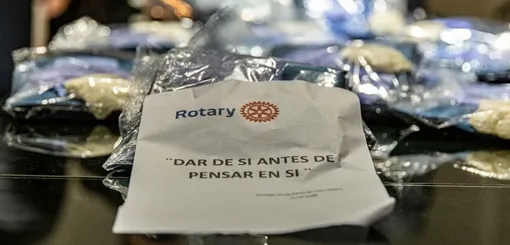 Rotary
¨DAR DE SI ANTES DE
PENSAR EN SI ¨